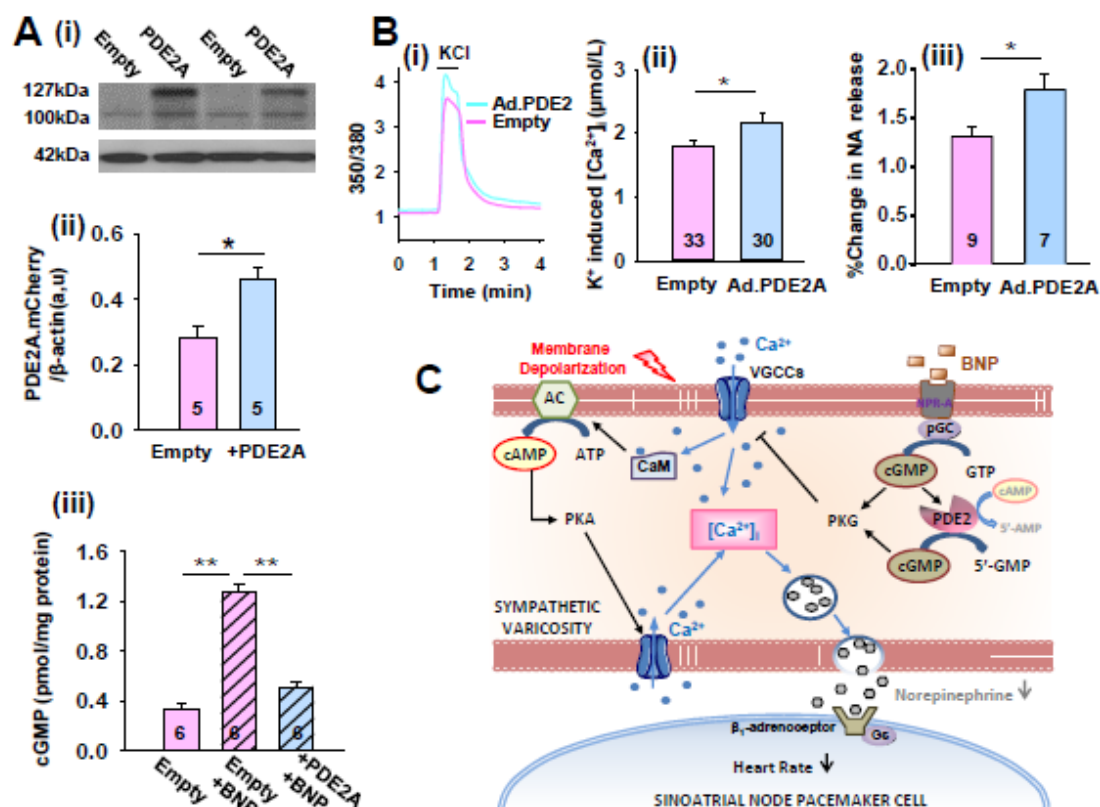 A (i)
Empty PDE2A Empty PDE2A
127kDa
100kDa
42kDa
(ii)
PDE2A.mCherry
/β-actin(a,u)
0.6
0.4
0.2
0.0
5 5
*
Empty +PDE2A
(iii)
cGMP (pmol/mg protein)
1.6
1.2
0.8
0.4
0.0
** **
6 6 6
Empty
Empty
+BNP
+PDE2A
+BNP
B (i)
KCl
Ad.PDE2
Empty
350/380
4
3
2
1
0 1 2 3 4
Time (min)
(ii)
K⁺ induced [Ca²⁺]i (µmol/L)
3
2
1
0
*
33 30
Empty Ad.PDE2A
(iii)
%Change in NA release
2.0
1.5
1.0
0.5
0.0
*
9 7
Empty Ad.PDE2A
C
Membrane
Depolarization
Ca²⁺
VGCCs
BNP
NPR-A
AC
pGC
cAMP
ATP
CaM
cGMP
GTP
cAMP
PDE2
5'-AMP
PKA
[Ca²⁺]i
PKG
cGMP
5'-GMP
SYMPATHETIC
VARICOSITY
Ca²⁺
Norepinephrine
β₁-adrenoceptor
Gs
Heart Rate
SINOATRIAL NODE PACEMAKER CELL